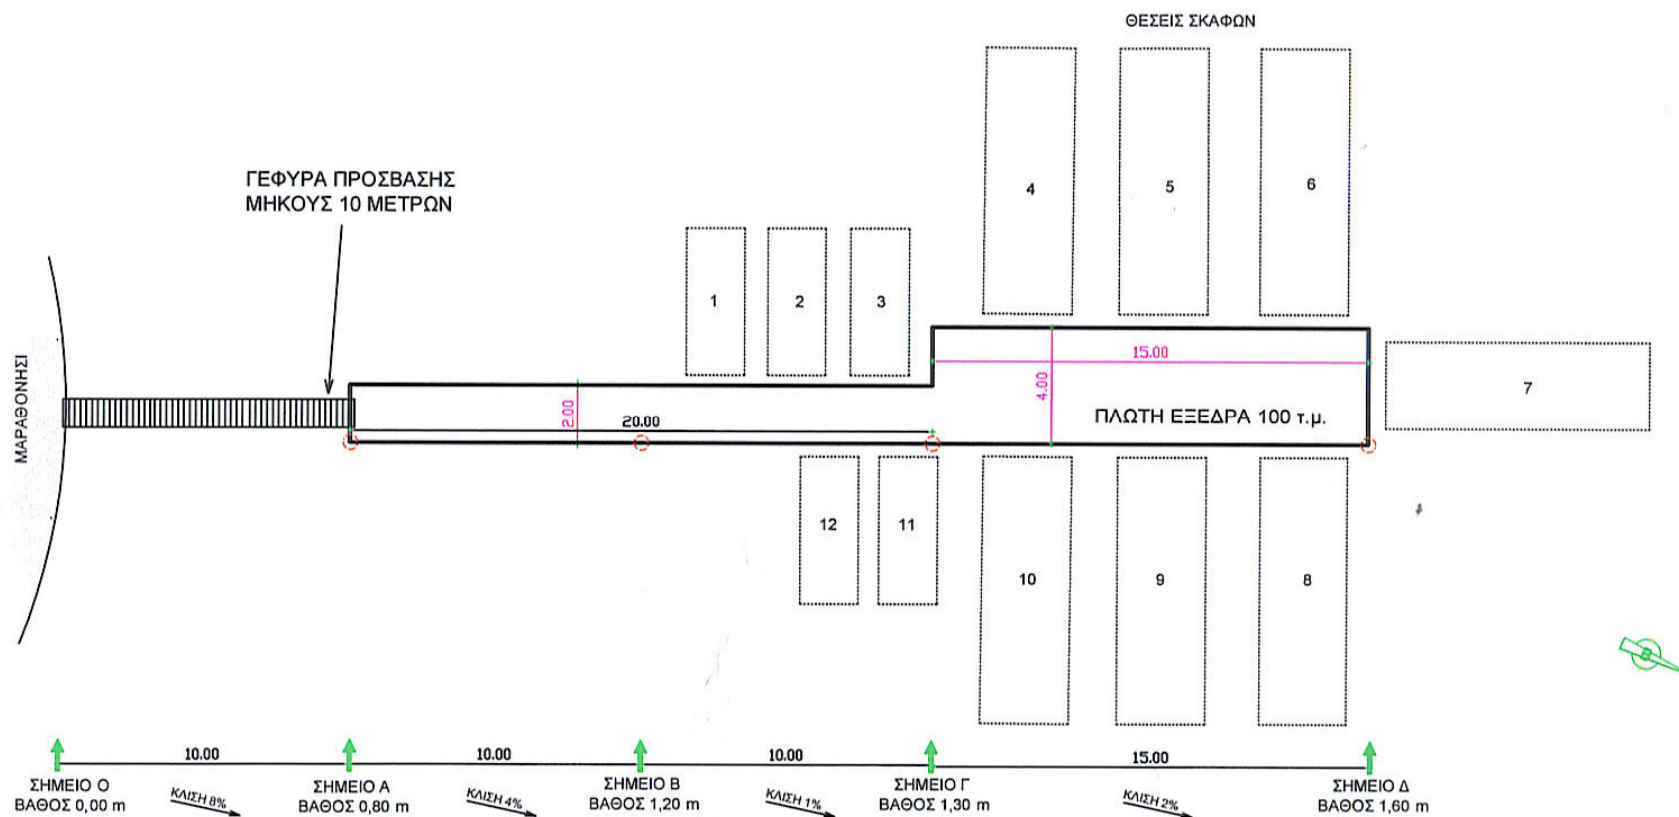 ΘΕΣΕΙΣ ΣΚΑΦΩΝ
ΓΕΦΥΡΑ ΠΡΟΣΒΑΣΗΣ
ΜΗΚΟΥΣ 10 ΜΕΤΡΩΝ
4
5
6
1
2
3
ΜΑΡΑΘΟΝΗΣΙ
15.00
4.00
7
2.00
20.00
ΠΛΩΤΗ ΕΞΕΔΡΑ 100 τ.μ.
12
11
10
9
8
Β
10.00
10.00
10.00
15.00
ΣΗΜΕΙΟ Ο
ΒΑΘΟΣ 0,00 m
ΚΛΙΣΗ 8%
ΣΗΜΕΙΟ Α
ΒΑΘΟΣ 0,80 m
ΚΛΙΣΗ 4%
ΣΗΜΕΙΟ Β
ΒΑΘΟΣ 1,20 m
ΚΛΙΣΗ 1%
ΣΗΜΕΙΟ Γ
ΒΑΘΟΣ 1,30 m
ΚΛΙΣΗ 2%
ΣΗΜΕΙΟ Δ
ΒΑΘΟΣ 1,60 m